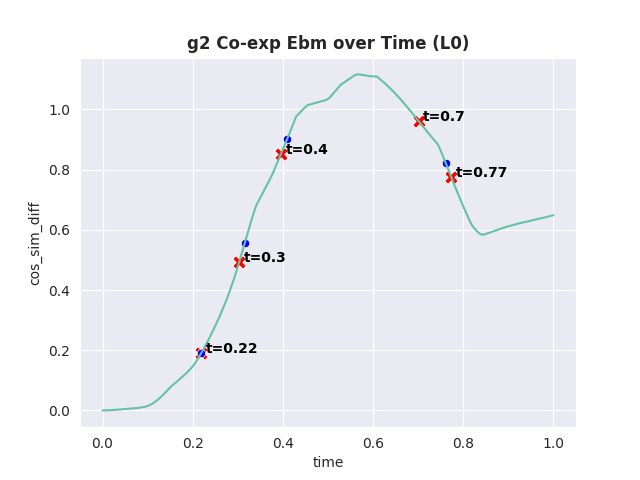 g2 Co-exp Ebm over Time (L0)
cos_sim_diff
1.0
0.8
0.6
0.4
0.2
0.0
t=0.7
t=0.4
t=0.77
t=0.3
t=0.22
0.0 0.2 0.4 0.6 0.8 1.0
time